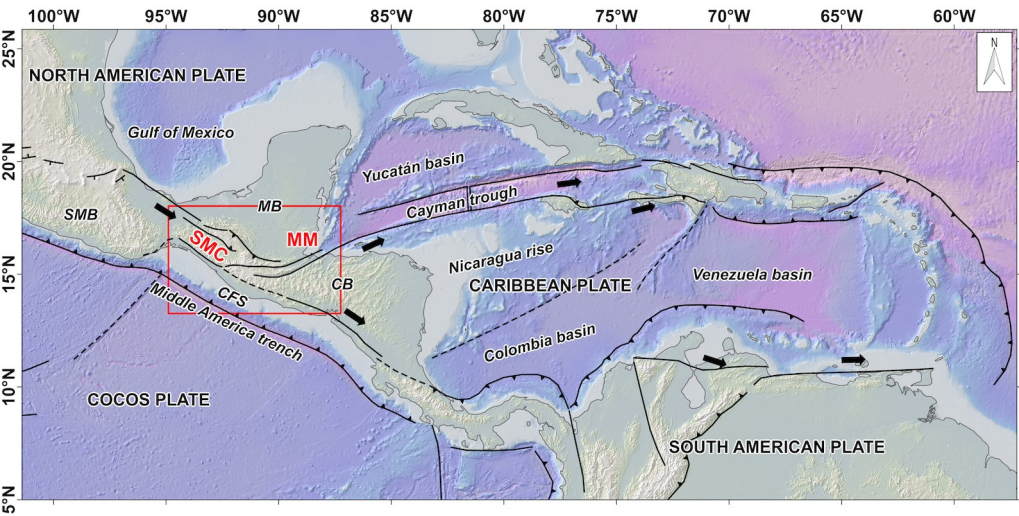 100°W 95°W 90°W 85°W 80°W 75°W 70°W 65°W 60°W
25°N
N
NORTH AMERICAN PLATE
Gulf of Mexico
20°N
Yucatán basin
Cayman trough
SMB
MB
SMC
MM
Nicaragua rise
15°N
CARIBBEAN PLATE
Venezuela basin
CB
CFS
Middle America trench
Colombia basin
10°N
COCOS PLATE
SOUTH AMERICAN PLATE
5°N